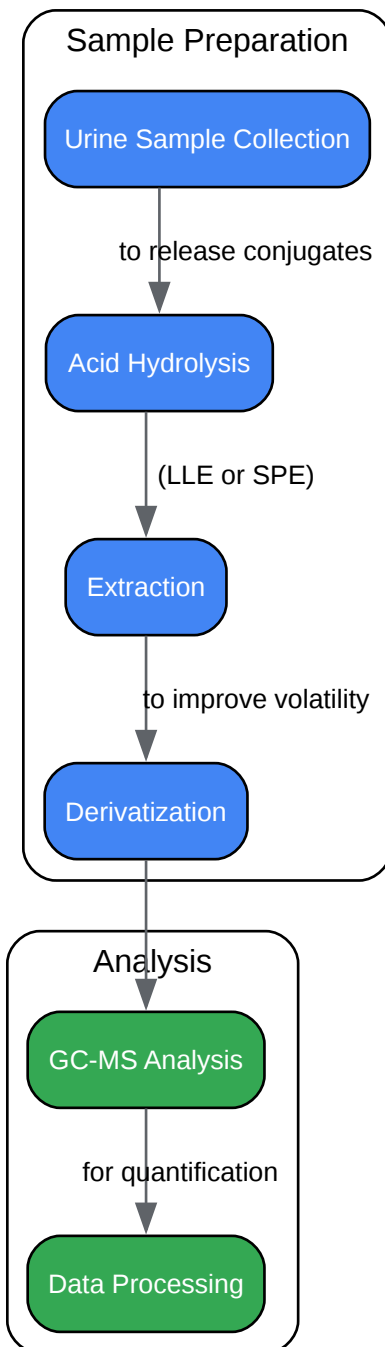 Sample Preparation
Urine Sample Collection
to release conjugates
Acid Hydrolysis
(LLE or SPE)
Extraction
to improve volatility
Derivatization
Analysis
GC-MS Analysis
for quantification
Data Processing